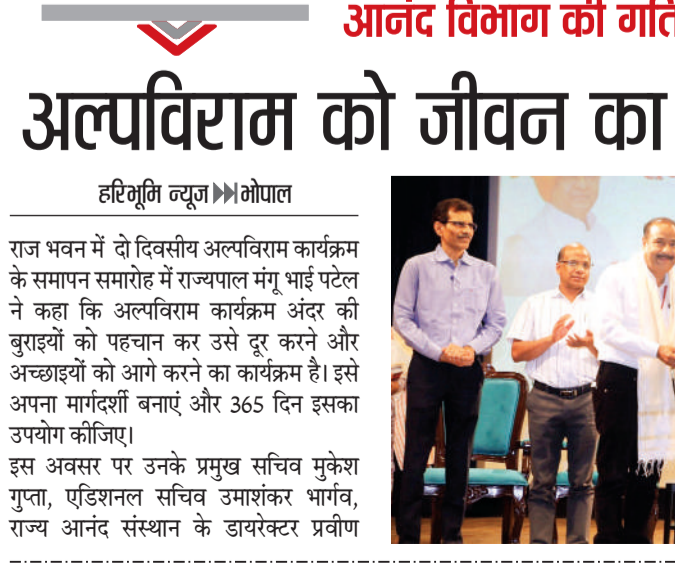 आनंद विभाग की गति
अल्पविराम को जीवन का
हरिभूमि न्यूज भोपाल
राज भवन में दो दिवसीय अल्पविराम कार्यक्रम
के समापन समारोह में राज्यपाल मंगू भाई पटेल
ने कहा कि अल्पविराम कार्यक्रम अंदर की
बुराइयों को पहचान कर उसे दूर करने और
अच्छाइयों को आगे करने का कार्यक्रम है। इसे
अपना मार्गदर्शी बनाएं और 365 दिन इसका
उपयोग कीजिए।
इस अवसर पर उनके प्रमुख सचिव मुकेश
गुप्ता, एडिशनल सचिव उमाशंकर भार्गव,
राज्य आनंद संस्थान के डायरेक्टर प्रवीण